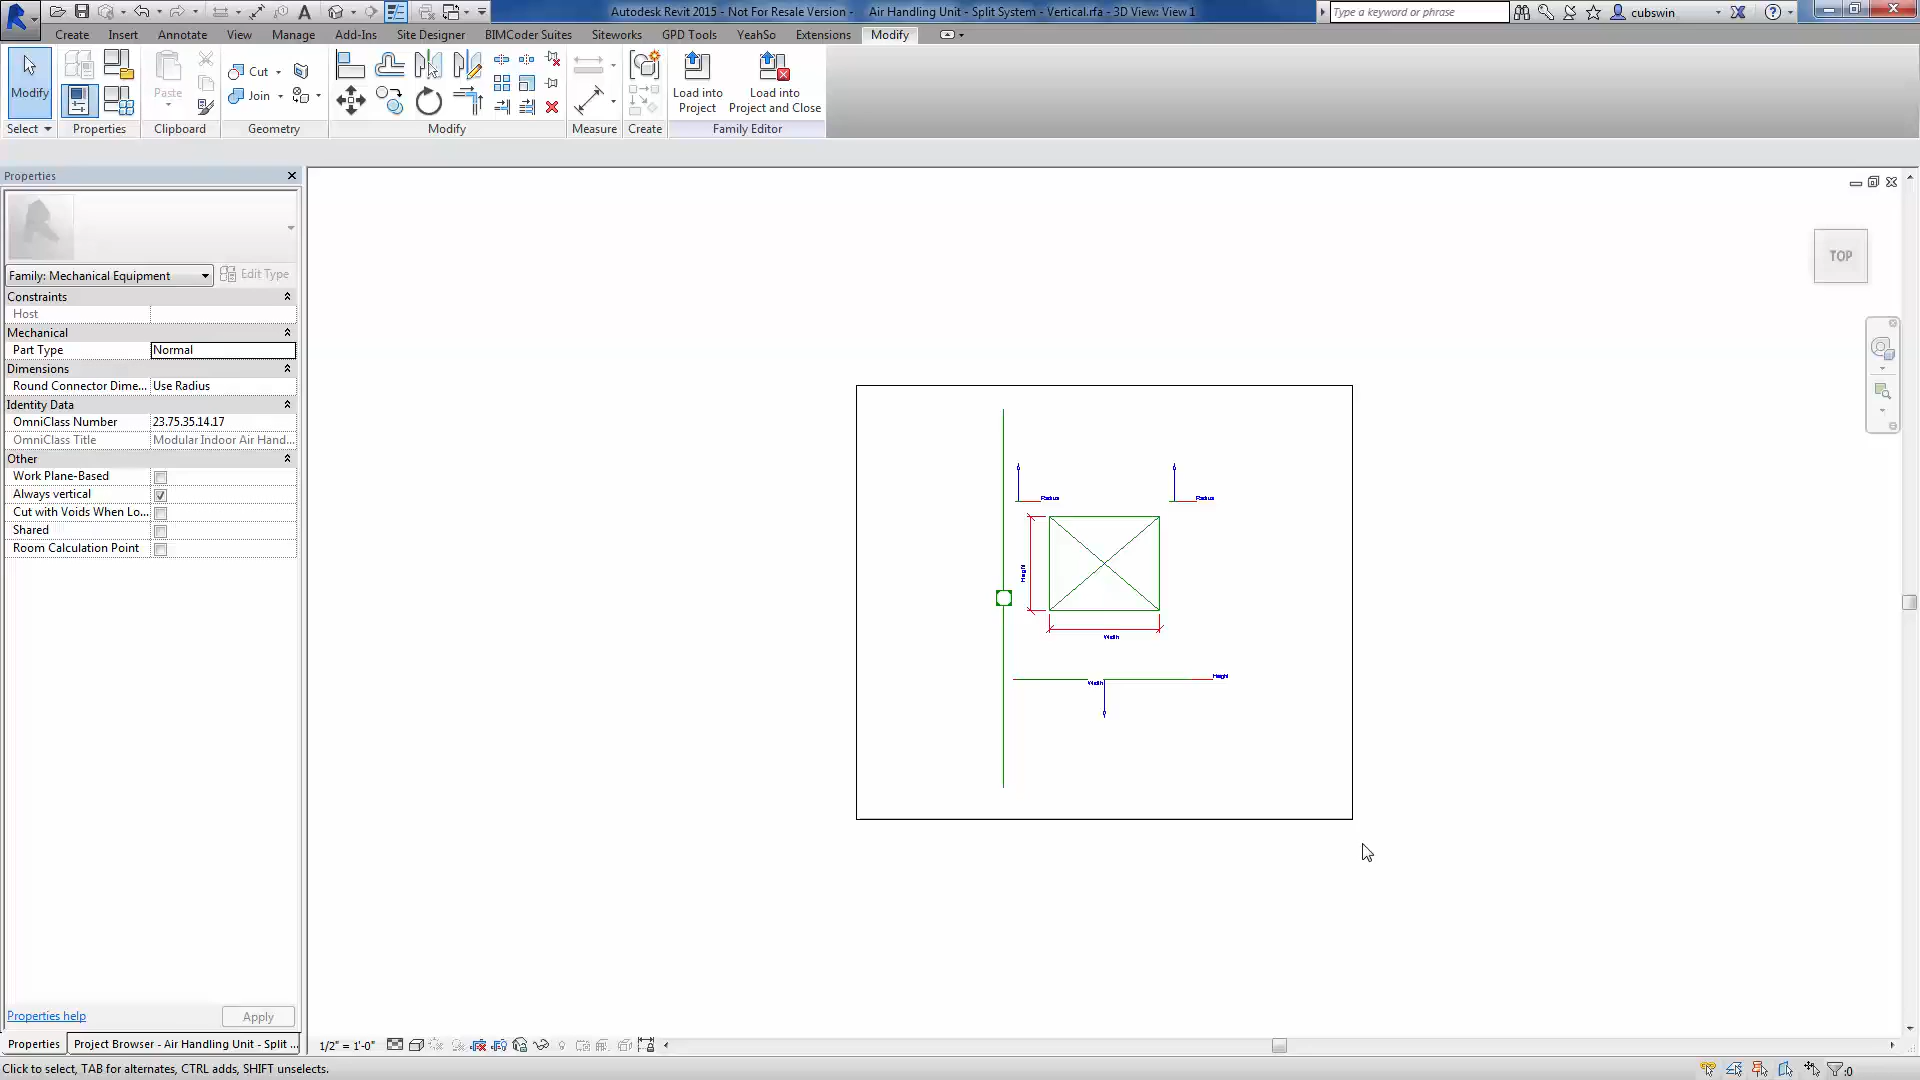 Autodesk Revit 2015 - Not For Resale Version - Air Handling Unit - Split System - Vertical.rfa - 3D View: View 1
Type a keyword or phrase
cubswin
Create Insert Annotate View Manage Add-Ins Site Designer BIMCoder Suites Siteworks GPD Tools YeahSo Extensions Modify
Modify
Paste
Cut
Join
Load into Project
Load into Project and Close
Select Properties Clipboard Geometry Modify Measure Create Family Editor
Properties
Family: Mechanical Equipment
Edit Type
Constraints
Host
Mechanical
Part Type Normal
Dimensions
Round Connector Dime... Use Radius
Identity Data
OmniClass Number 23.75.35.14.17
OmniClass Title Modular Indoor Air Hand...
Other
Work Plane-Based
Always vertical
Cut with Voids When Lo...
Shared
Room Calculation Point
TOP
Radius
Radius
Height
Width
Width
Height
Properties help
Apply
Properties
Project Browser - Air Handling Unit - Split ...
1/2" = 1'-0"
Click to select, TAB for alternates, CTRL adds, SHIFT unselects.
:0